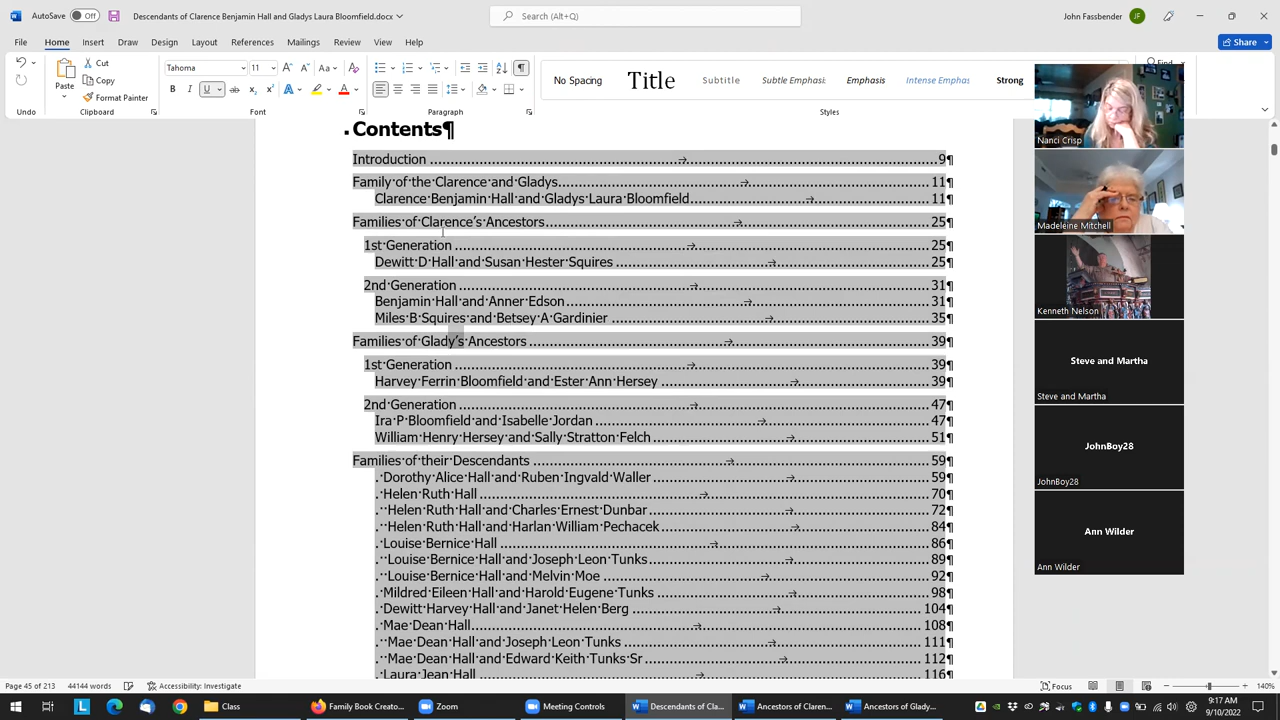 AutoSave Off Descendants of Clarence Benjamin Hall and Gladys Laura Bloomfield.docx Search (Alt+Q) John Fassbender JF
File Home Insert Draw Design Layout References Mailings Review View Help Share
Paste Cut Copy Format Painter Tahoma 11 No Spacing Title Subtitle Subtle Emphasis Emphasis Intense Emphas Strong Find
Undo Clipboard Font Paragraph Styles
Contents¶
Introduction ..... → ..... 9¶
Family·of·the·Clarence·and·Gladys ..... → ..... 11¶
Clarence·Benjamin·Hall·and·Gladys·Laura·Bloomfield ..... → ..... 11¶
Families·of·Clarence's·Ancestors ..... → ..... 25¶
1st·Generation ..... → ..... 25¶
Dewitt·D·Hall·and·Susan·Hester·Squires ..... → ..... 25¶
2nd·Generation ..... → ..... 31¶
Benjamin·Hall·and·Anner·Edson ..... → ..... 31¶
Miles·B·Squires·and·Betsey·A·Gardinier ..... → ..... 35¶
Families·of·Glady's·Ancestors ..... → ..... 39¶
1st·Generation ..... → ..... 39¶
Harvey·Ferrin·Bloomfield·and·Ester·Ann·Hersey ..... → ..... 39¶
2nd·Generation ..... → ..... 47¶
Ira·P·Bloomfield·and·Isabelle·Jordan ..... → ..... 47¶
William·Henry·Hersey·and·Sally·Stratton·Felch ..... → ..... 51¶
Families·of·their·Descendants ..... → ..... 59¶
.·Dorothy·Alice·Hall·and·Ruben·Ingvald·Waller ..... → ..... 59¶
.·Helen·Ruth·Hall ..... → ..... 70¶
.··Helen·Ruth·Hall·and·Charles·Ernest·Dunbar ..... → ..... 72¶
.··Helen·Ruth·Hall·and·Harlan·William·Pechacek ..... → ..... 84¶
.·Louise·Bernice·Hall ..... → ..... 86¶
.··Louise·Bernice·Hall·and·Joseph·Leon·Tunks ..... → ..... 89¶
.··Louise·Bernice·Hall·and·Melvin·Moe ..... → ..... 92¶
.·Mildred·Eileen·Hall·and·Harold·Eugene·Tunks ..... → ..... 98¶
.·Dewitt·Harvey·Hall·and·Janet·Helen·Berg ..... → ..... 104¶
.·Mae·Dean·Hall ..... → ..... 108¶
.··Mae·Dean·Hall·and·Joseph·Leon·Tunks ..... → ..... 111¶
.··Mae·Dean·Hall·and·Edward·Keith·Tunks·Sr ..... → ..... 112¶
.·Laura·Jean·Hall ..... → ..... 116¶
Nanci Crisp
Madeleine Mitchell
Kenneth Nelson
Steve and Martha
Steve and Martha
JohnBoy28
JohnBoy28
Ann Wilder
Ann Wilder
Page 45 of 213 44144 words Accessibility: Investigate Focus 140%
Class Family Book Creato... Zoom Meeting Controls Descendants of Cla... Ancestors of Claren... Ancestors of Glady... 9:17 AM
9/10/2022